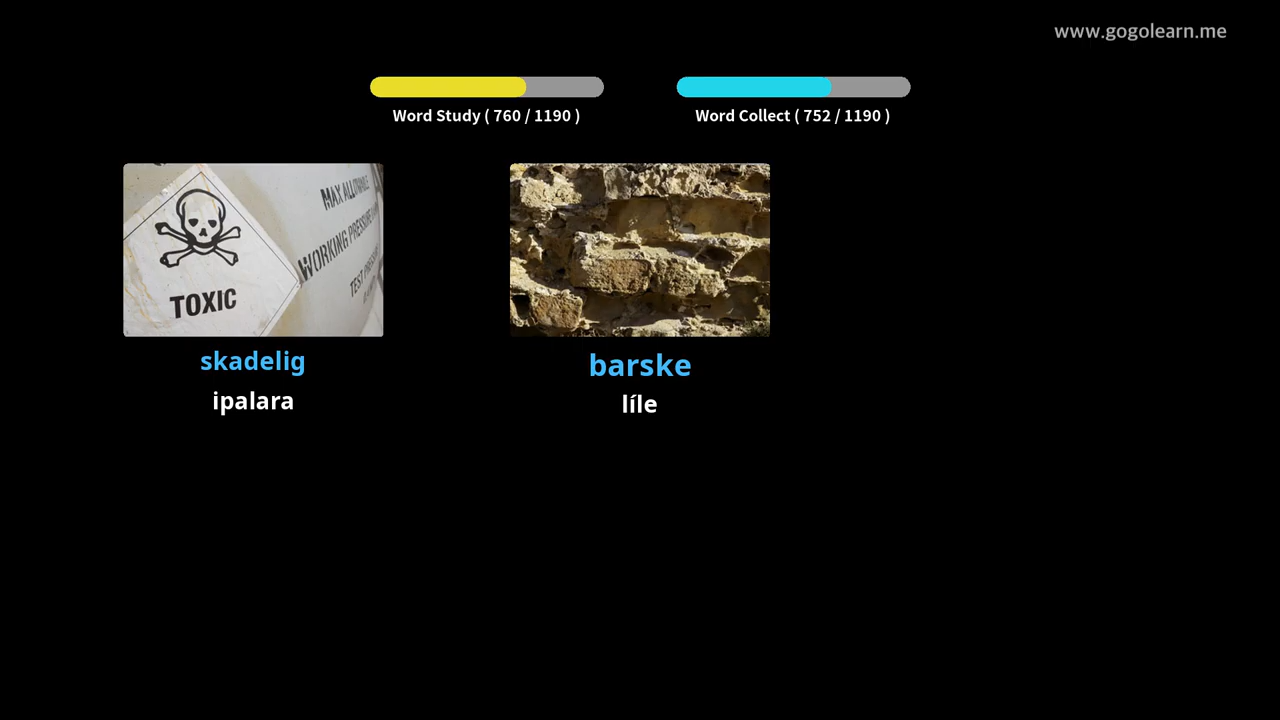 www.gogolearn.me
Word Study ( 760 / 1190 )
Word Collect ( 752 / 1190 )
MAX ALLOWABLE
WORKING PRESSURE
TEST
TOXIC
skadelig
barske
ipalara
líle